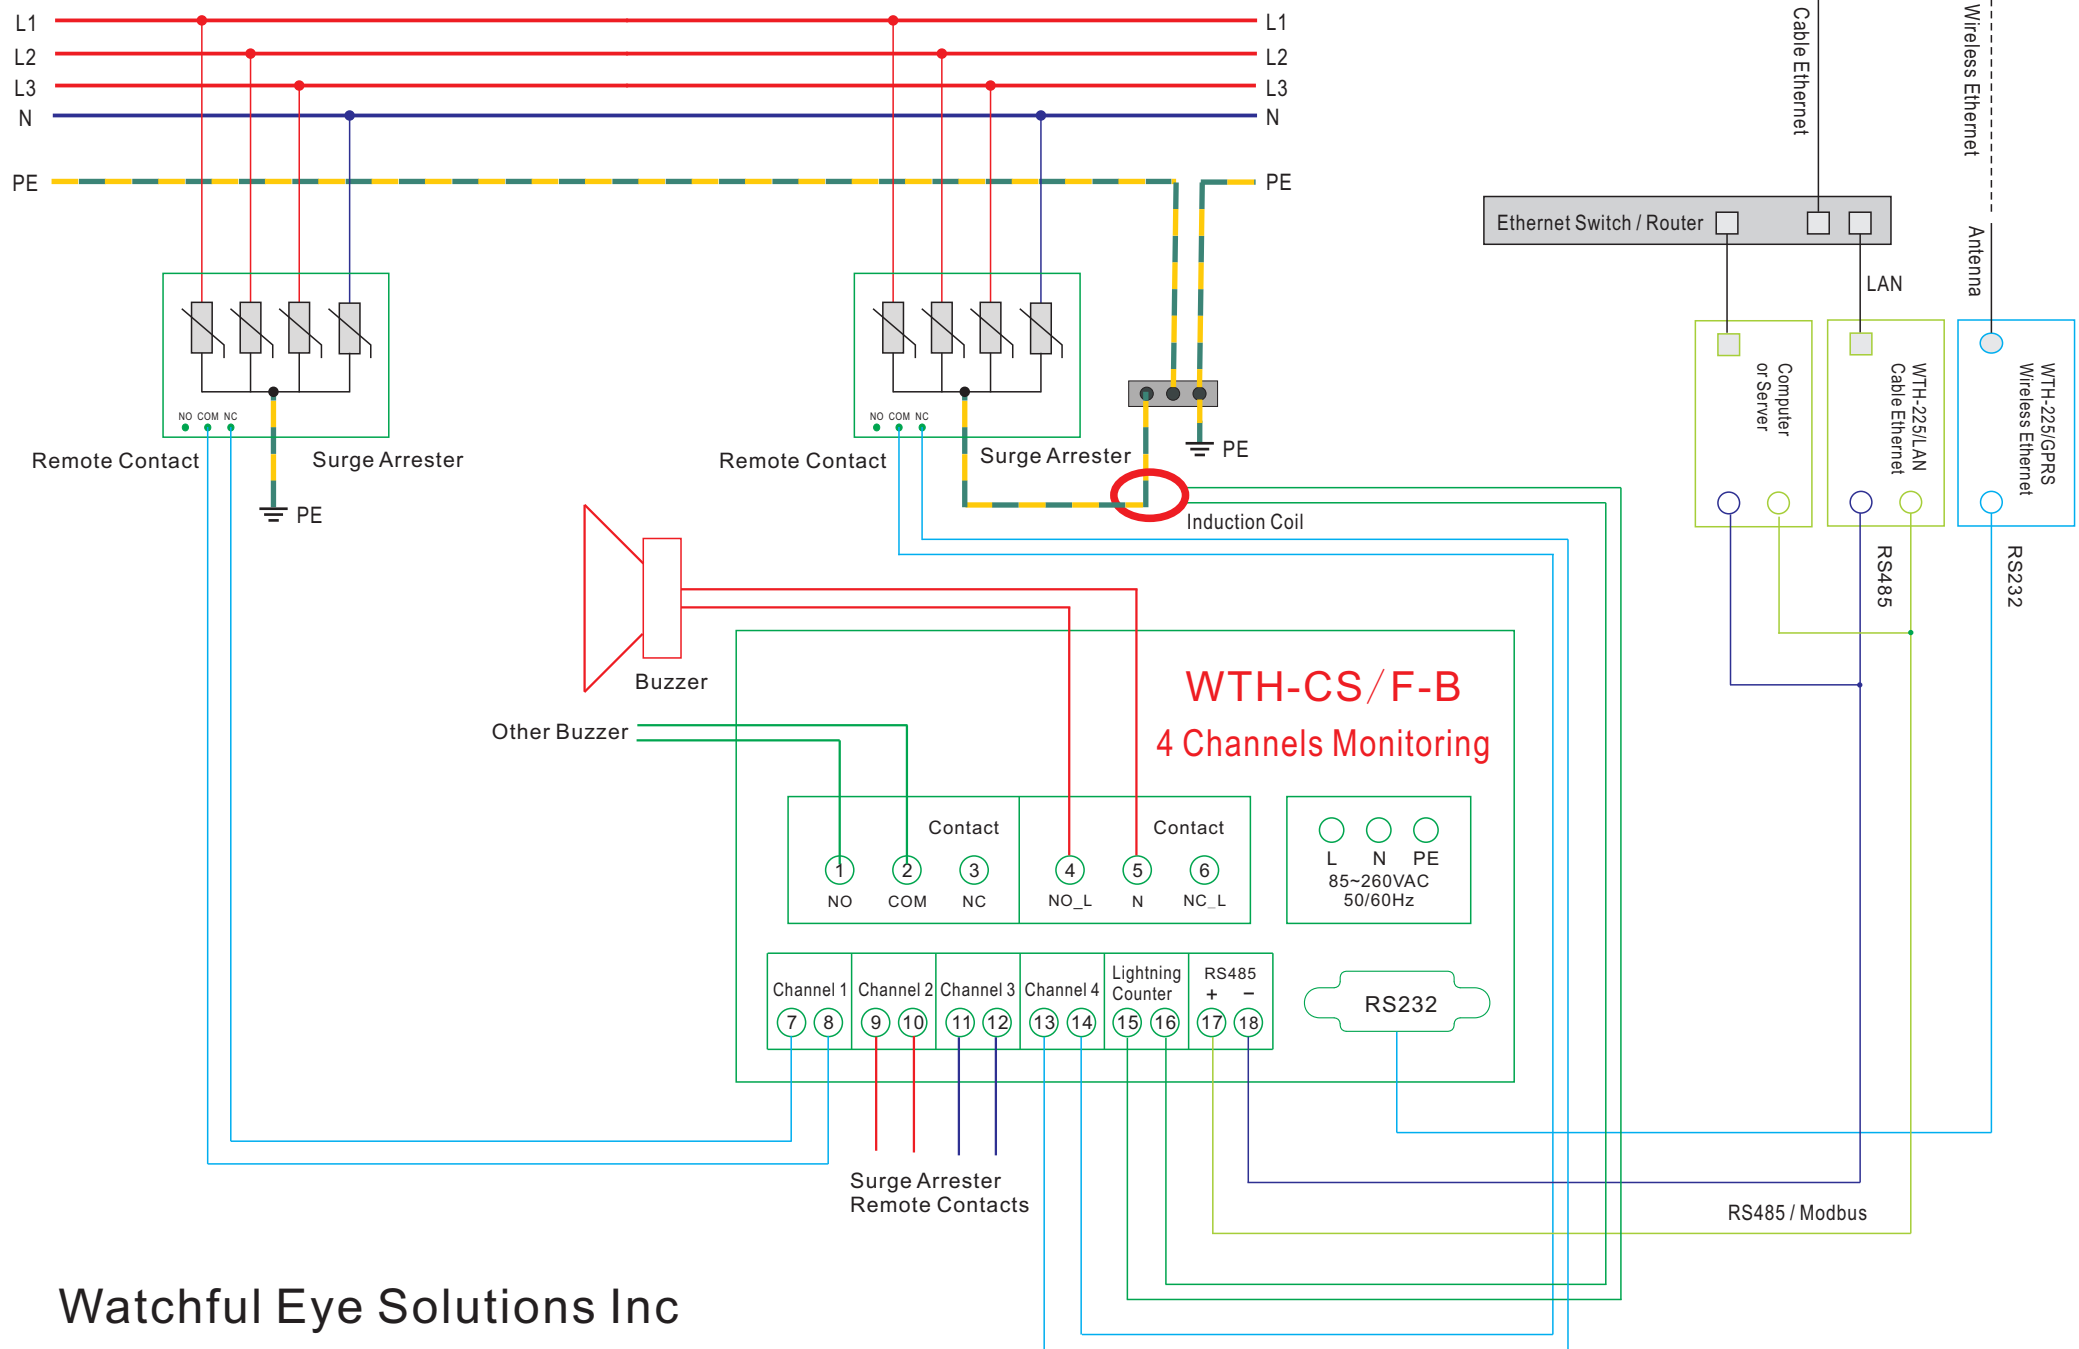 L1
L1
L2
L2
L3
L3
N
N
PE
PE
Cable Ethernet
Wireless Ethernet
Ethernet Switch / Router
Antenna
LAN
Computer
or Server
WTH-225/LAN
Cable Ethernet
WTH-225/GPRS
Wireless Ethernet
NO COM NC
NO COM NC
Remote Contact
Surge Arrester
Remote Contact
Surge Arrester
PE
PE
Induction Coil
RS485
RS232
Buzzer
Other Buzzer
WTH-CS/F-B
4 Channels Monitoring
Contact
Contact
1
2
3
4
5
6
NO
COM
NC
NO_L
N
NC_L
L N PE
85~260VAC
50/60Hz
Channel 1
Channel 2
Channel 3
Channel 4
Lightning
Counter
RS485
+ −
7
8
9
10
11
12
13
14
15
16
17
18
RS232
Surge Arrester
Remote Contacts
RS485 / Modbus
Watchful Eye Solutions Inc